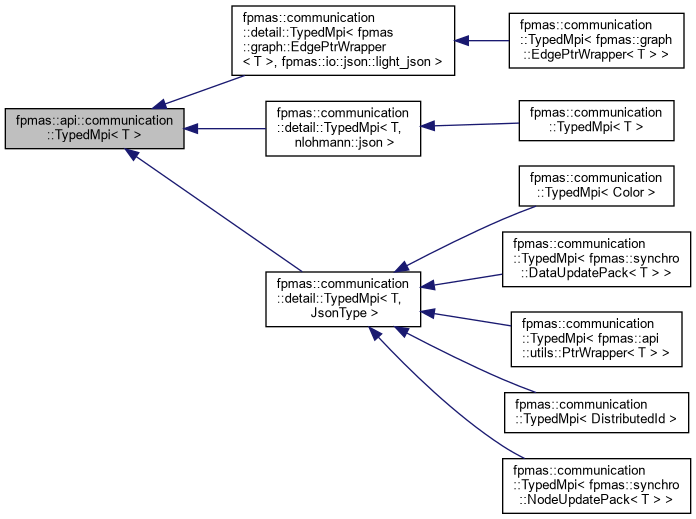 fpmas::communication
::detail::TypedMpi< fpmas
::graph::EdgePtrWrapper
< T >, fpmas::io::json::light_json >
fpmas::communication
::TypedMpi< fpmas::graph
::EdgePtrWrapper< T > >
fpmas::api::communication
::TypedMpi< T >
fpmas::communication
::detail::TypedMpi< T,
nlohmann::json >
fpmas::communication
::TypedMpi< T >
fpmas::communication
::TypedMpi< Color >
fpmas::communication
::TypedMpi< fpmas::synchro
::DataUpdatePack< T > >
fpmas::communication
::detail::TypedMpi< T,
JsonType >
fpmas::communication
::TypedMpi< fpmas::api
::utils::PtrWrapper< T > >
fpmas::communication
::TypedMpi< DistributedId >
fpmas::communication
::TypedMpi< fpmas::synchro
::NodeUpdatePack< T > >